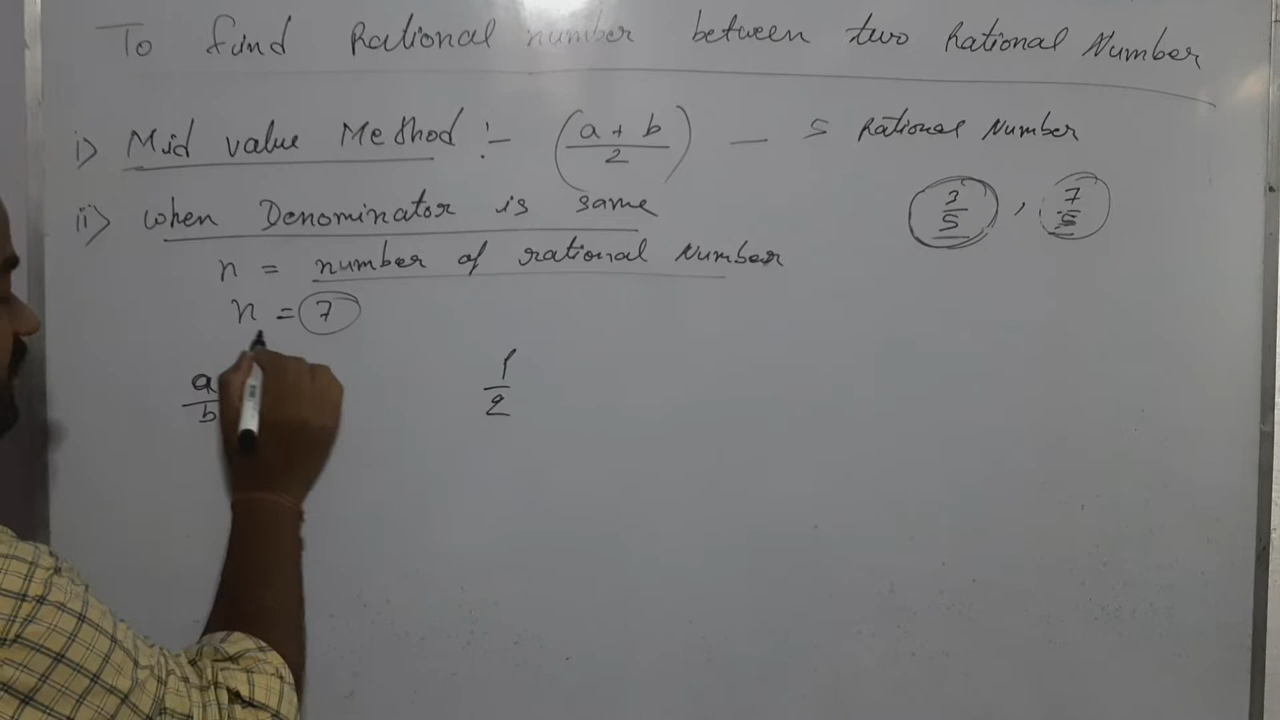 To find Rational number between two Rational Number
i) Mid value Method :- (a + b / 2) — 5 Rational Number
ii) when Denominator is same
3/5 , 7/5
n = number of rational Number
n = 7
a/b
1/2